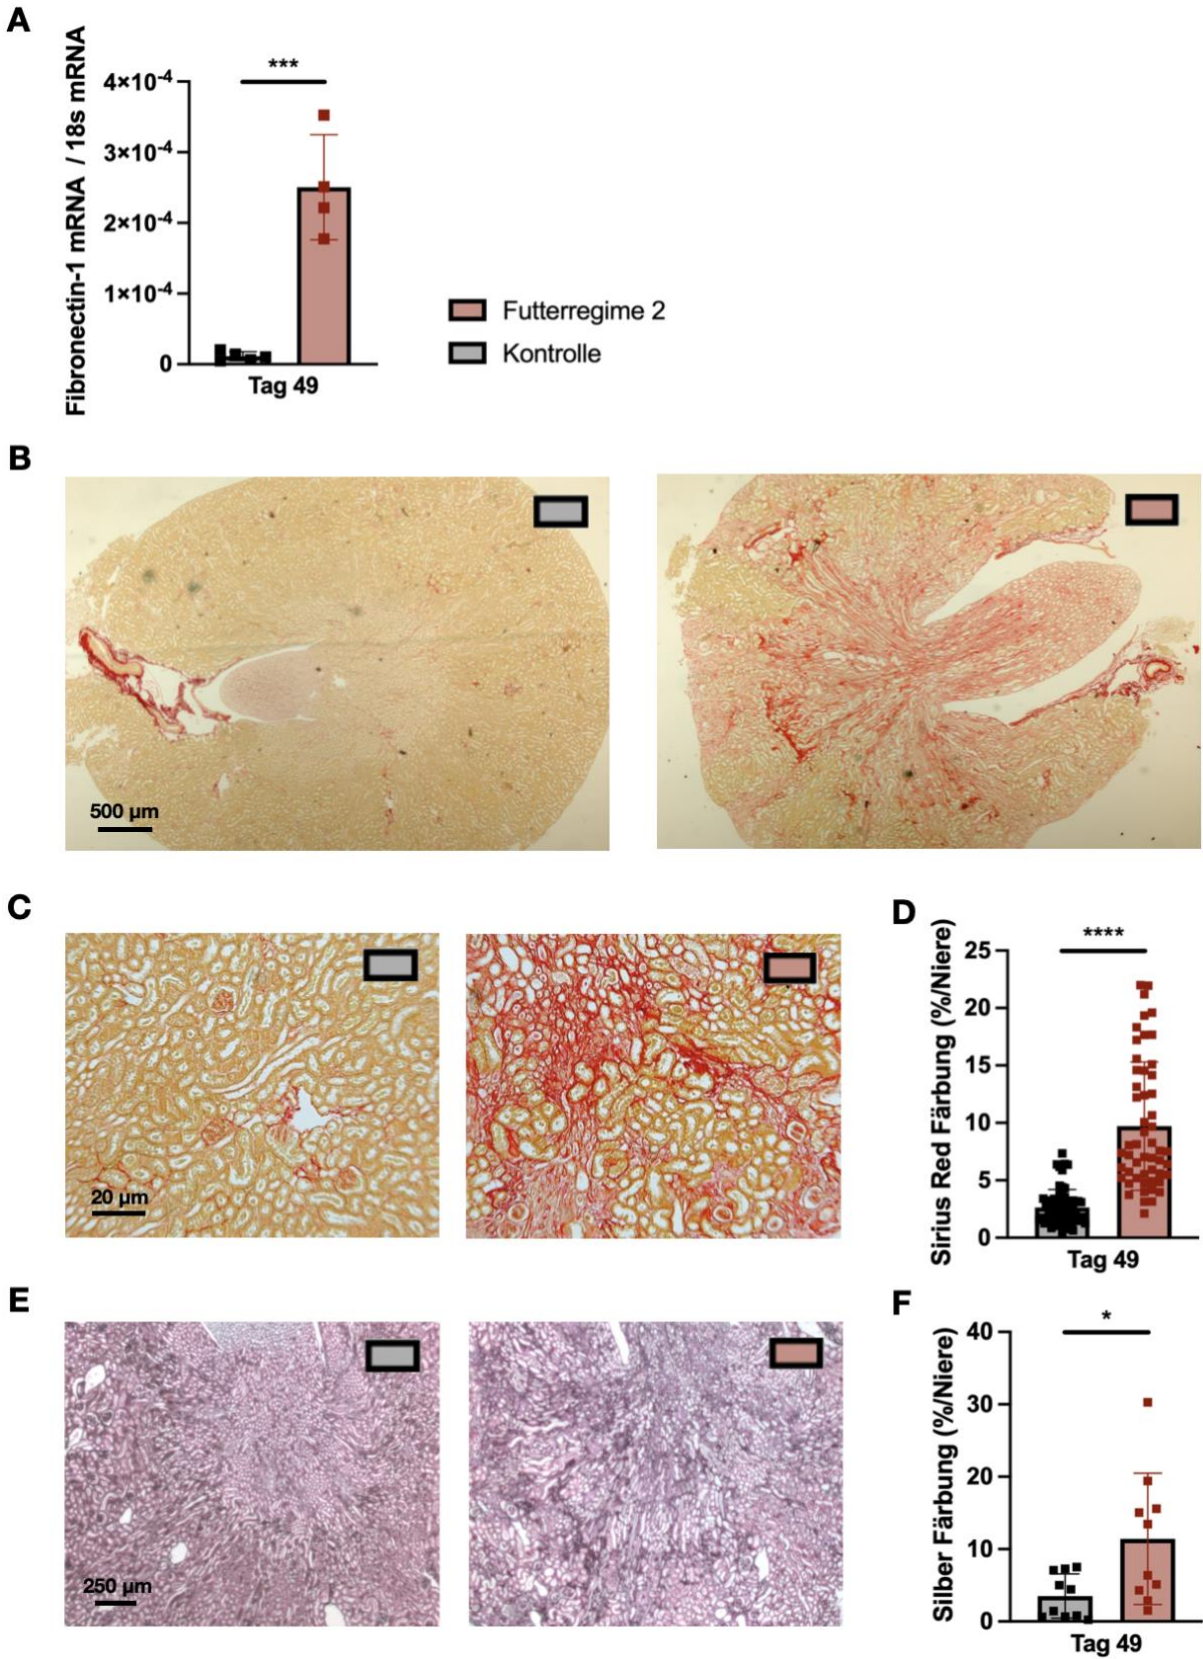 A
Fibronectin-1 mRNA / 18s mRNA
4×10-4
3×10-4
2×10-4
1×10-4
0
***
Tag 49
Futterregime 2
Kontrolle
B
500 µm
C
20 µm
D
Sirius Red Färbung (%/Niere)
25
20
15
10
5
0
****
Tag 49
E
250 µm
F
Silber Färbung (%/Niere)
40
30
20
10
0
*
Tag 49